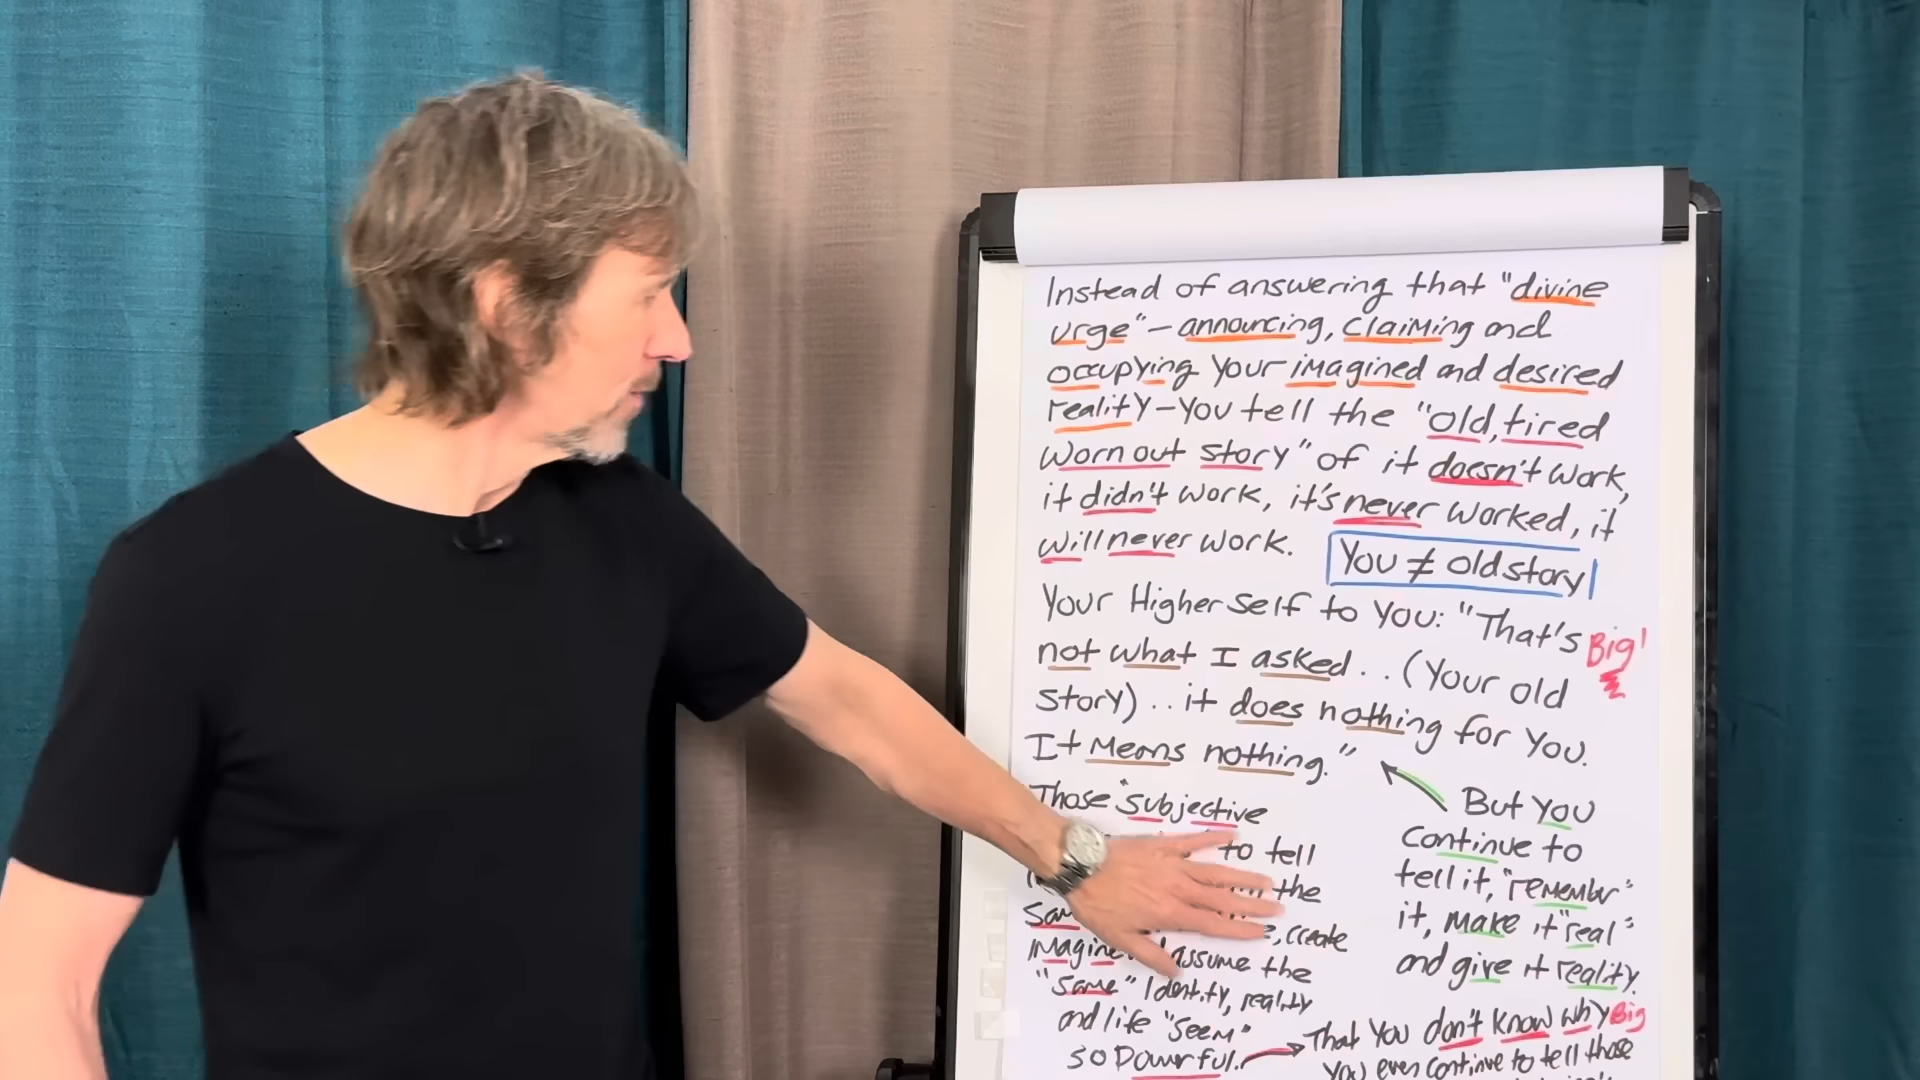 Instead of answering that "divine
urge" – announcing, claiming and
occupying your imagined and desired
reality – you tell the "old, tired
worn out story" of it doesn't work,
it didn't work, it's never worked, it
will never work.
You ≠ old story
Your Higher Self to you: "That's
Big!
not what I asked... (your old
story)... it does nothing for you.
It means nothing."
Those "subjective
to tell
the
create
assume the
"same" identity, reality
and life "seem"
so powerful.
But you
continue to
tell it, "remember"
it, make it "real"
and give it reality.
That you don't know why Big
you even continue to tell those